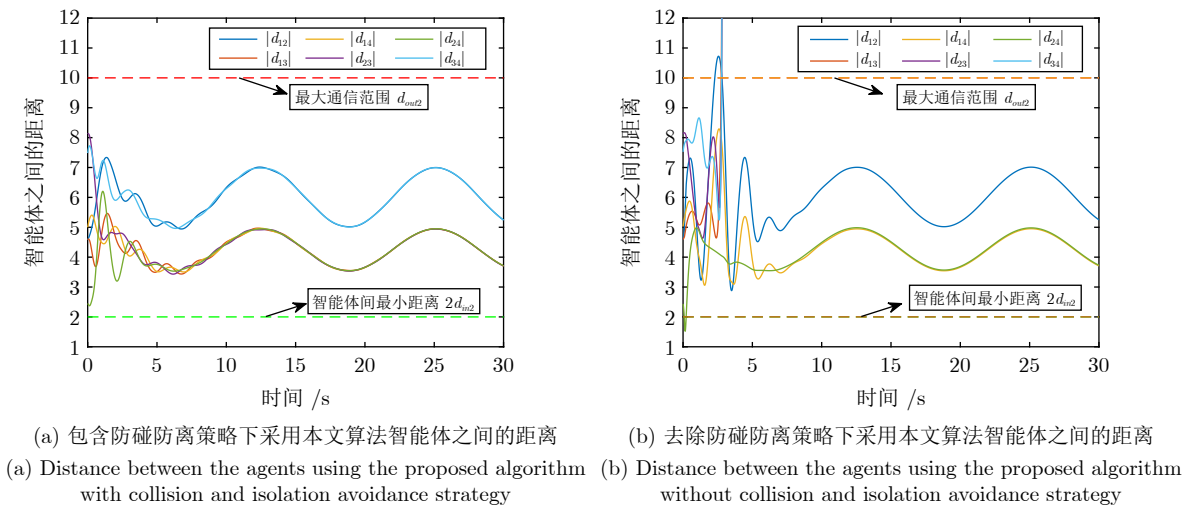 12
11
10
9
8
7
6
5
4
3
2
1
0
5
10
15
20
25
30
智能体之间的距离
时间 /s
|d₁₂| |d₁₄| |d₂₄|
|d₁₃| |d₂₃| |d₃₄|
最大通信范围 d_{out2}
智能体间最小距离 2d_{in2}
(a) 包含防碰防离策略下采用本文算法智能体之间的距离
(a) Distance between the agents using the proposed algorithm
with collision and isolation avoidance strategy
12
11
10
9
8
7
6
5
4
3
2
1
0
5
10
15
20
25
30
智能体之间的距离
时间 /s
|d₁₂| |d₁₄| |d₂₄|
|d₁₃| |d₂₃| |d₃₄|
最大通信范围 d_{out2}
智能体间最小距离 2d_{in2}
(b) 去除防碰防离策略下采用本文算法智能体之间的距离
(b) Distance between the agents using the proposed algorithm
without collision and isolation avoidance strategy